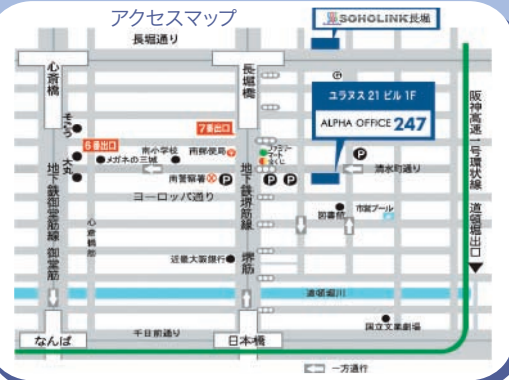 アクセスマップ
SOHOLINK長堀
長堀通り
心斎橋
長堀橋
ユラヌス21 ビル 1F
ALPHA OFFICE 247
そごう
大丸
6番出口
7番出口
メガネの三城
南小学校
南郵便局
ファミリーマート
南警察署
清水町通り
ヨーロッパ通り
地下鉄御堂筋線
御堂筋
心斎橋筋
地下鉄堺筋線
堺筋
図書館
市営プール
阪神高速1号環状線
道頓堀出口
近畿大阪銀行
道頓堀川
国立文楽劇場
なんば
千日前通り
日本橋
一方通行